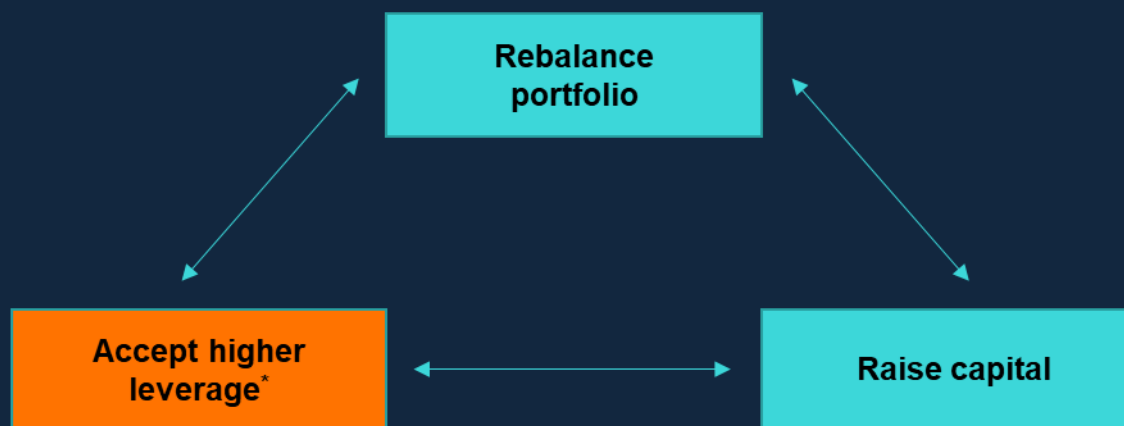 Rebalance
portfolio
Accept higher
leverage*
Raise capital